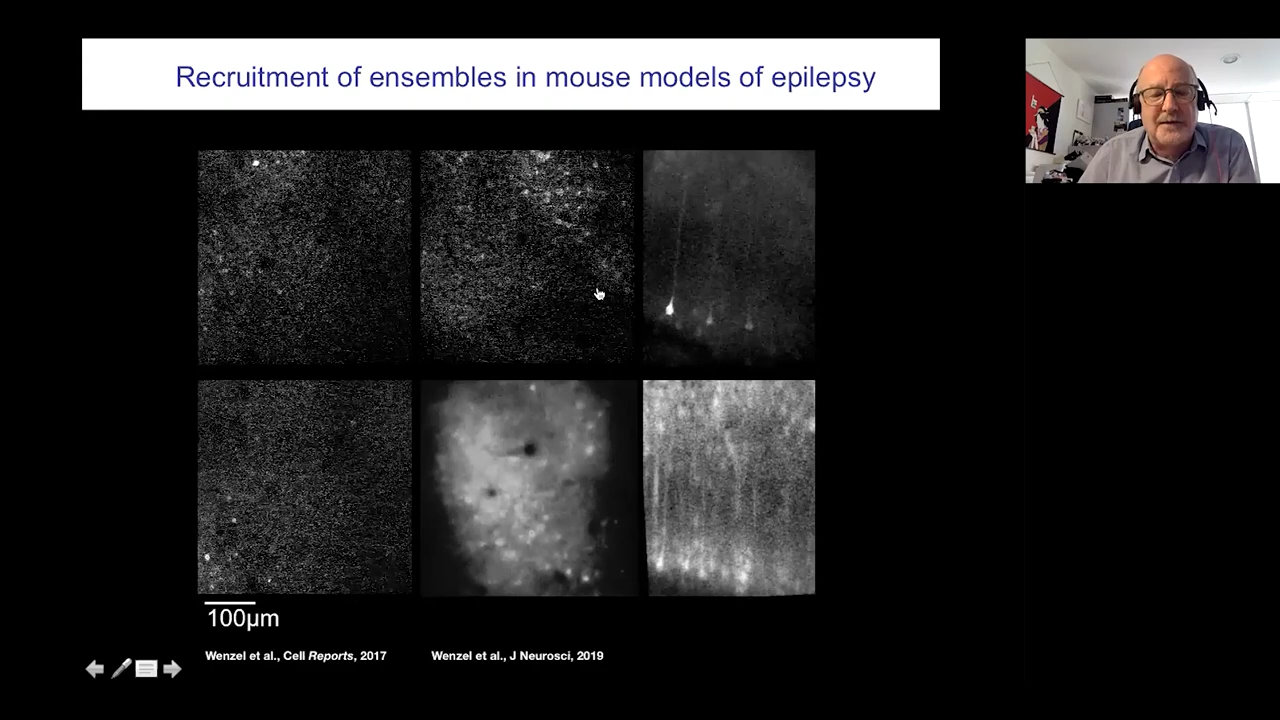 Recruitment of ensembles in mouse models of epilepsy
100µm
Wenzel et al., Cell Reports, 2017
Wenzel et al., J Neurosci, 2019